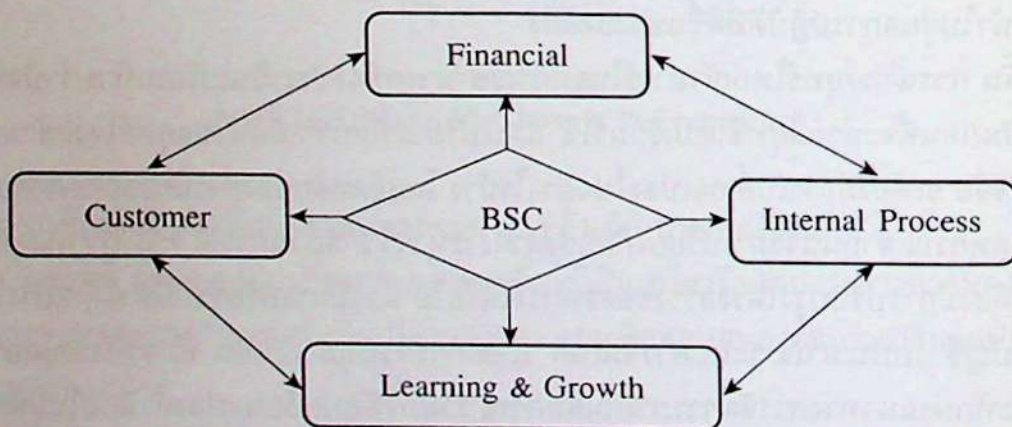 Financial
Customer
BSC
Internal Process
Learning & Growth